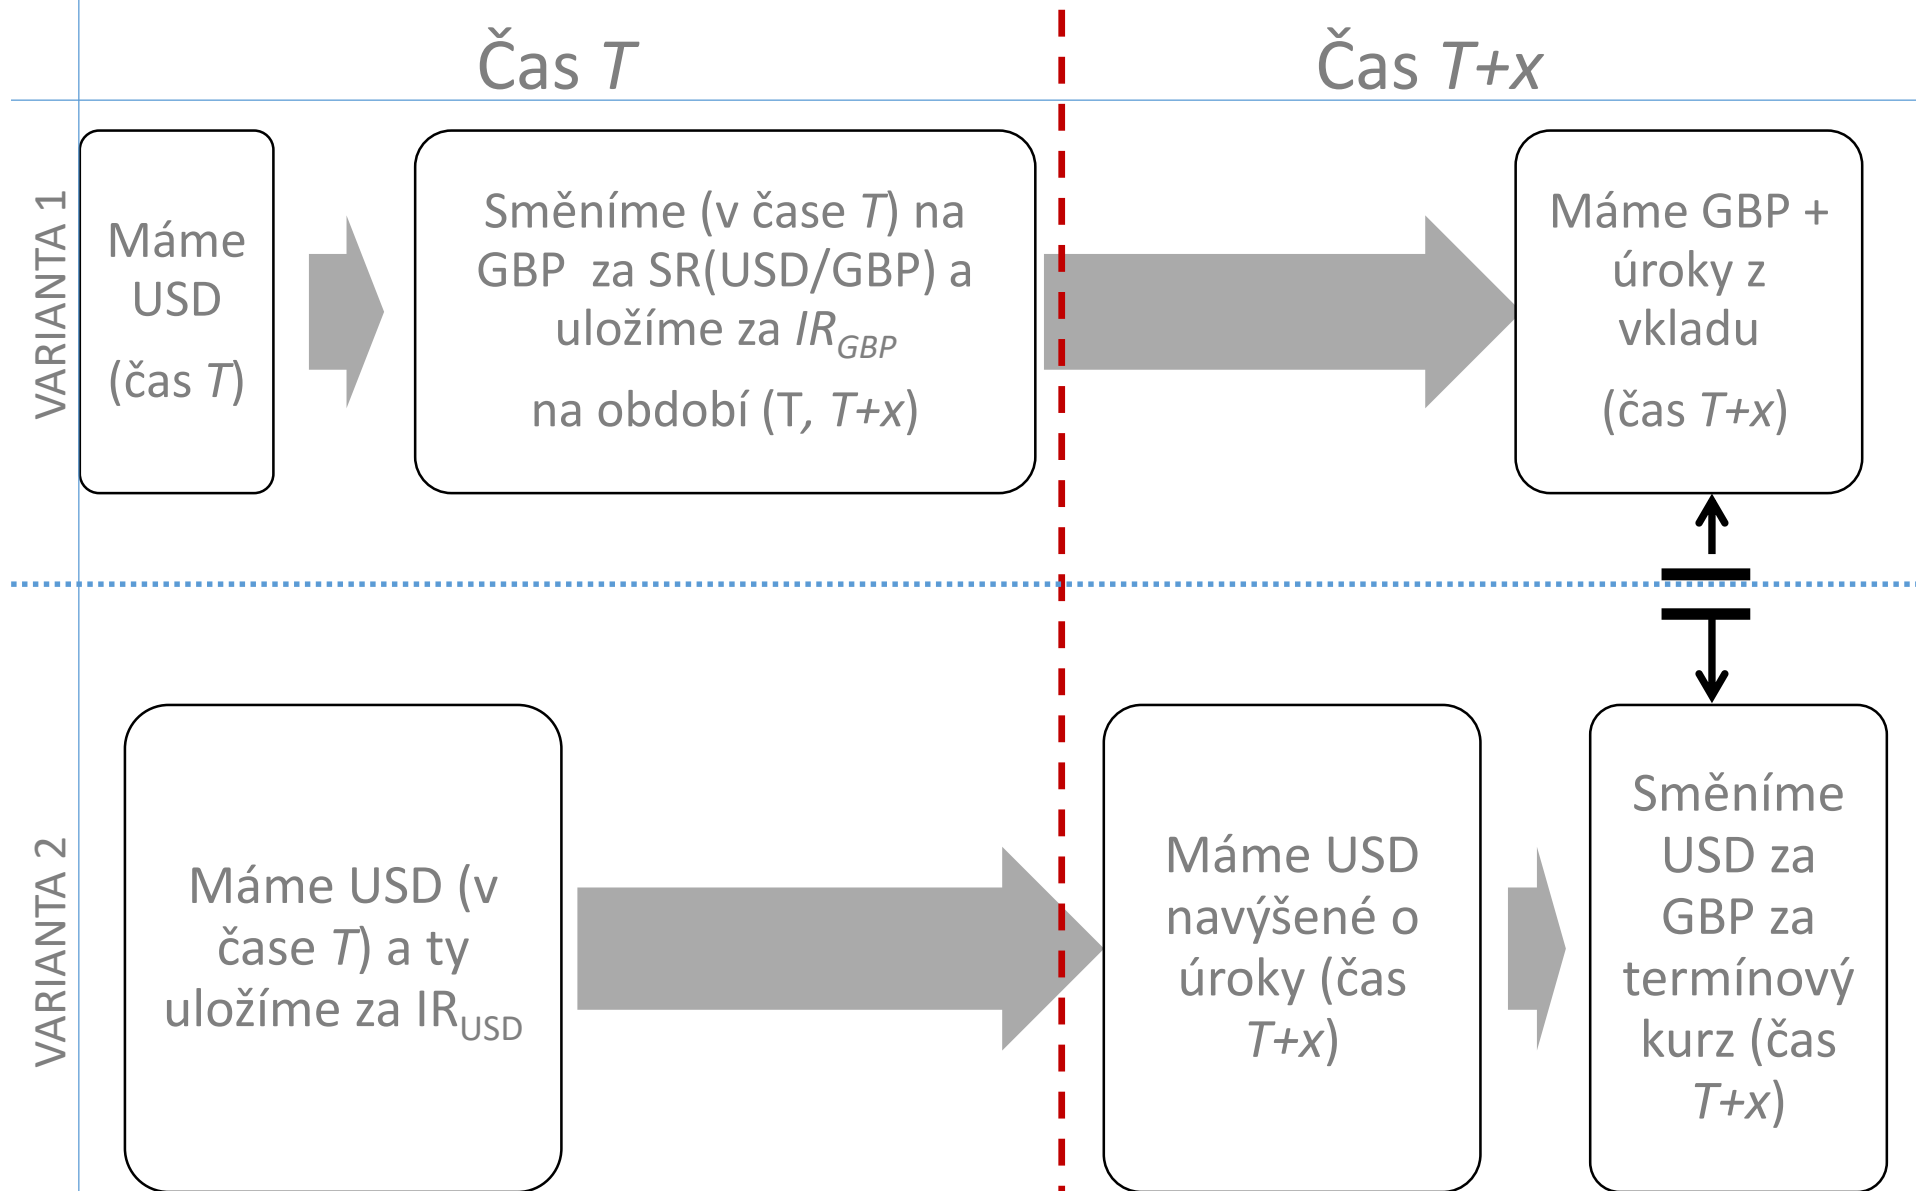 Čas T
Čas T+x
VARIANTA 1
Máme
USD
(čas T)
Směníme (v čase T) na
GBP za SR(USD/GBP) a
uložíme za IR_GBP
na období (T, T+x)
Máme GBP +
úroky z
vkladu
(čas T+x)
VARIANTA 2
Máme USD (v
čase T) a ty
uložíme za IR_USD
Máme USD
navýšené o
úroky (čas
T+x)
Směníme
USD za
GBP za
termínový
kurz (čas
T+x)